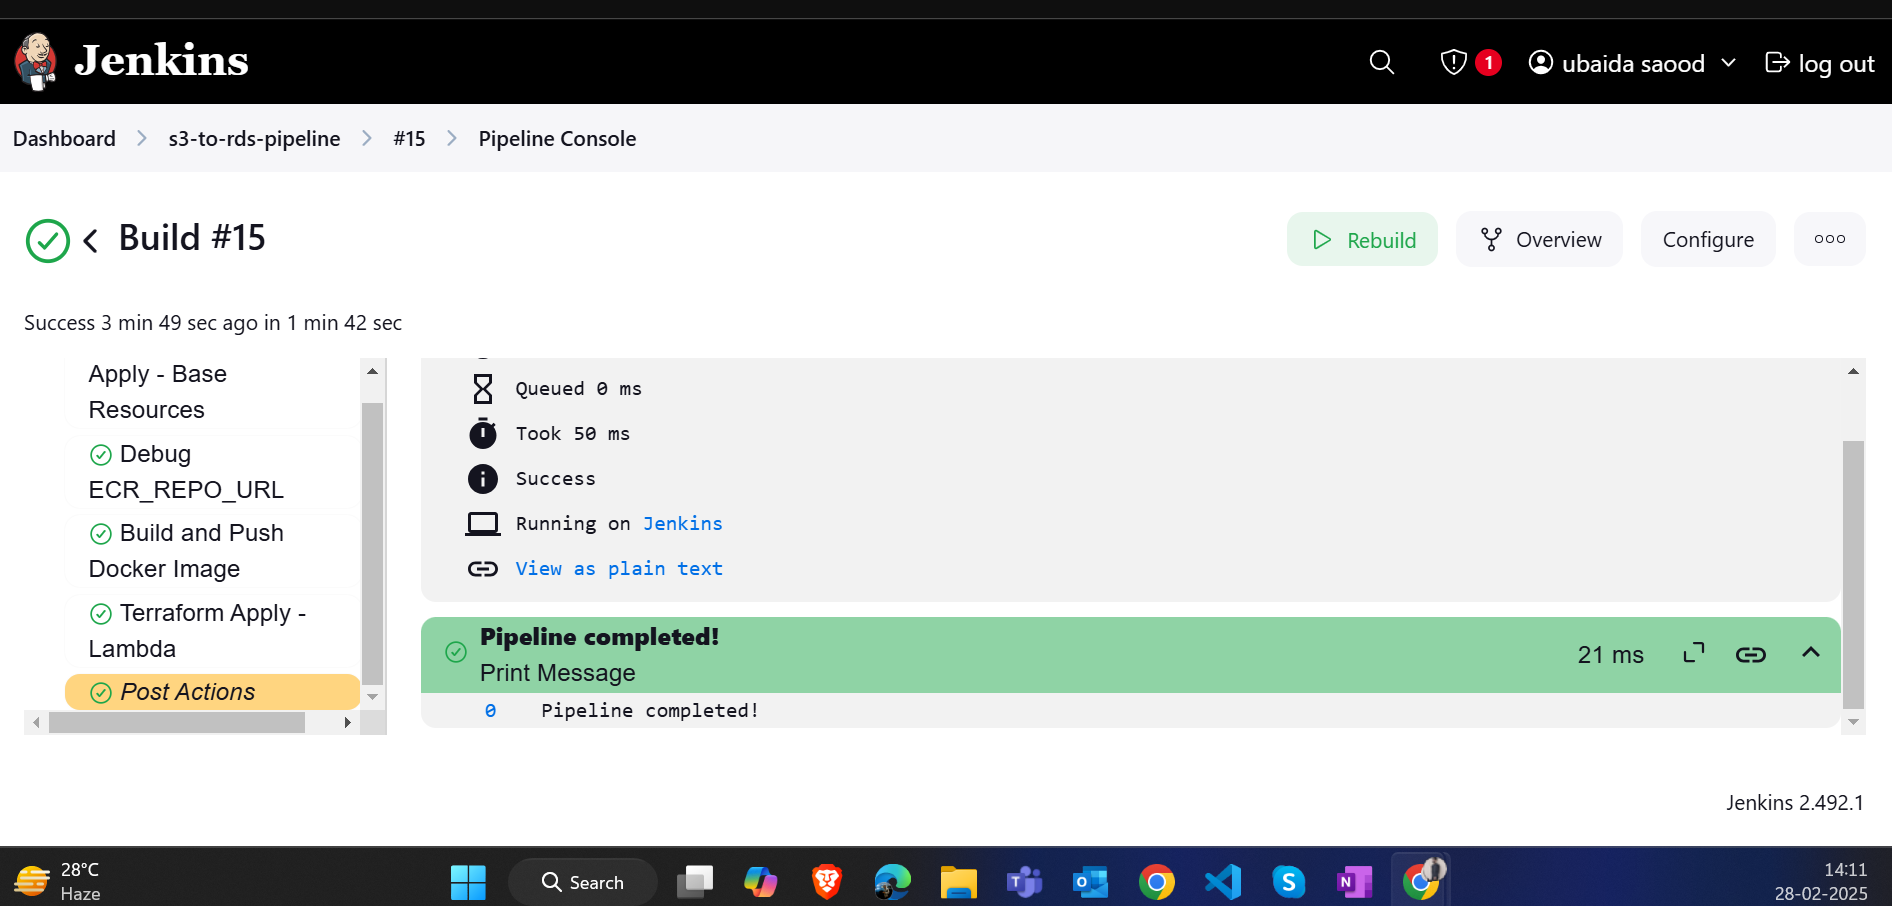 Jenkins
1
ubaida saood
log out
Dashboard
s3-to-rds-pipeline
#15
Pipeline Console
Build #15
Rebuild
Overview
Configure
Success 3 min 49 sec ago in 1 min 42 sec
Apply - Base
Resources
Debug
ECR_REPO_URL
Build and Push
Docker Image
Terraform Apply -
Lambda
Post Actions
Queued 0 ms
Took 50 ms
Success
Running on Jenkins
View as plain text
Pipeline completed!
Print Message
21 ms
0 Pipeline completed!
Jenkins 2.492.1
28°C
Haze
Search
14:11
28-02-2025